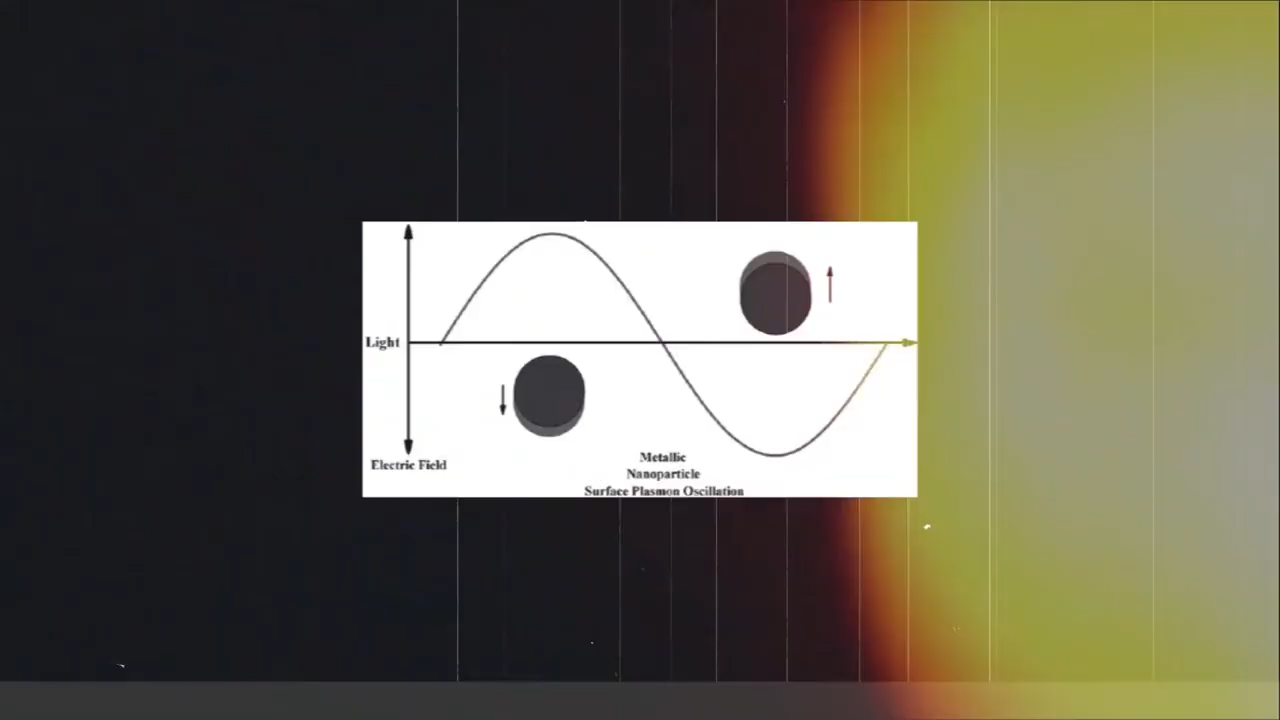 Light
Electric Field
Metallic
Nanoparticle
Surface Plasmon Oscillation